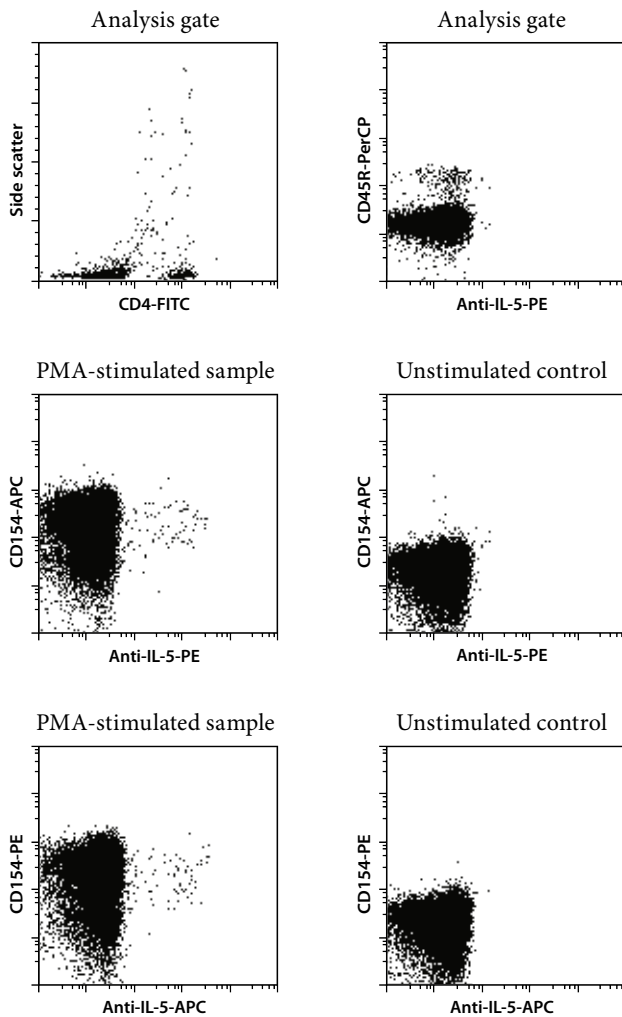 Analysis gate
Side scatter
CD4-FITC
Analysis gate
CD45R-PerCP
Anti-IL-5-PE
PMA-stimulated sample
CD154-APC
Anti-IL-5-PE
Unstimulated control
CD154-APC
Anti-IL-5-PE
PMA-stimulated sample
CD154-PE
Anti-IL-5-APC
Unstimulated control
CD154-PE
Anti-IL-5-APC